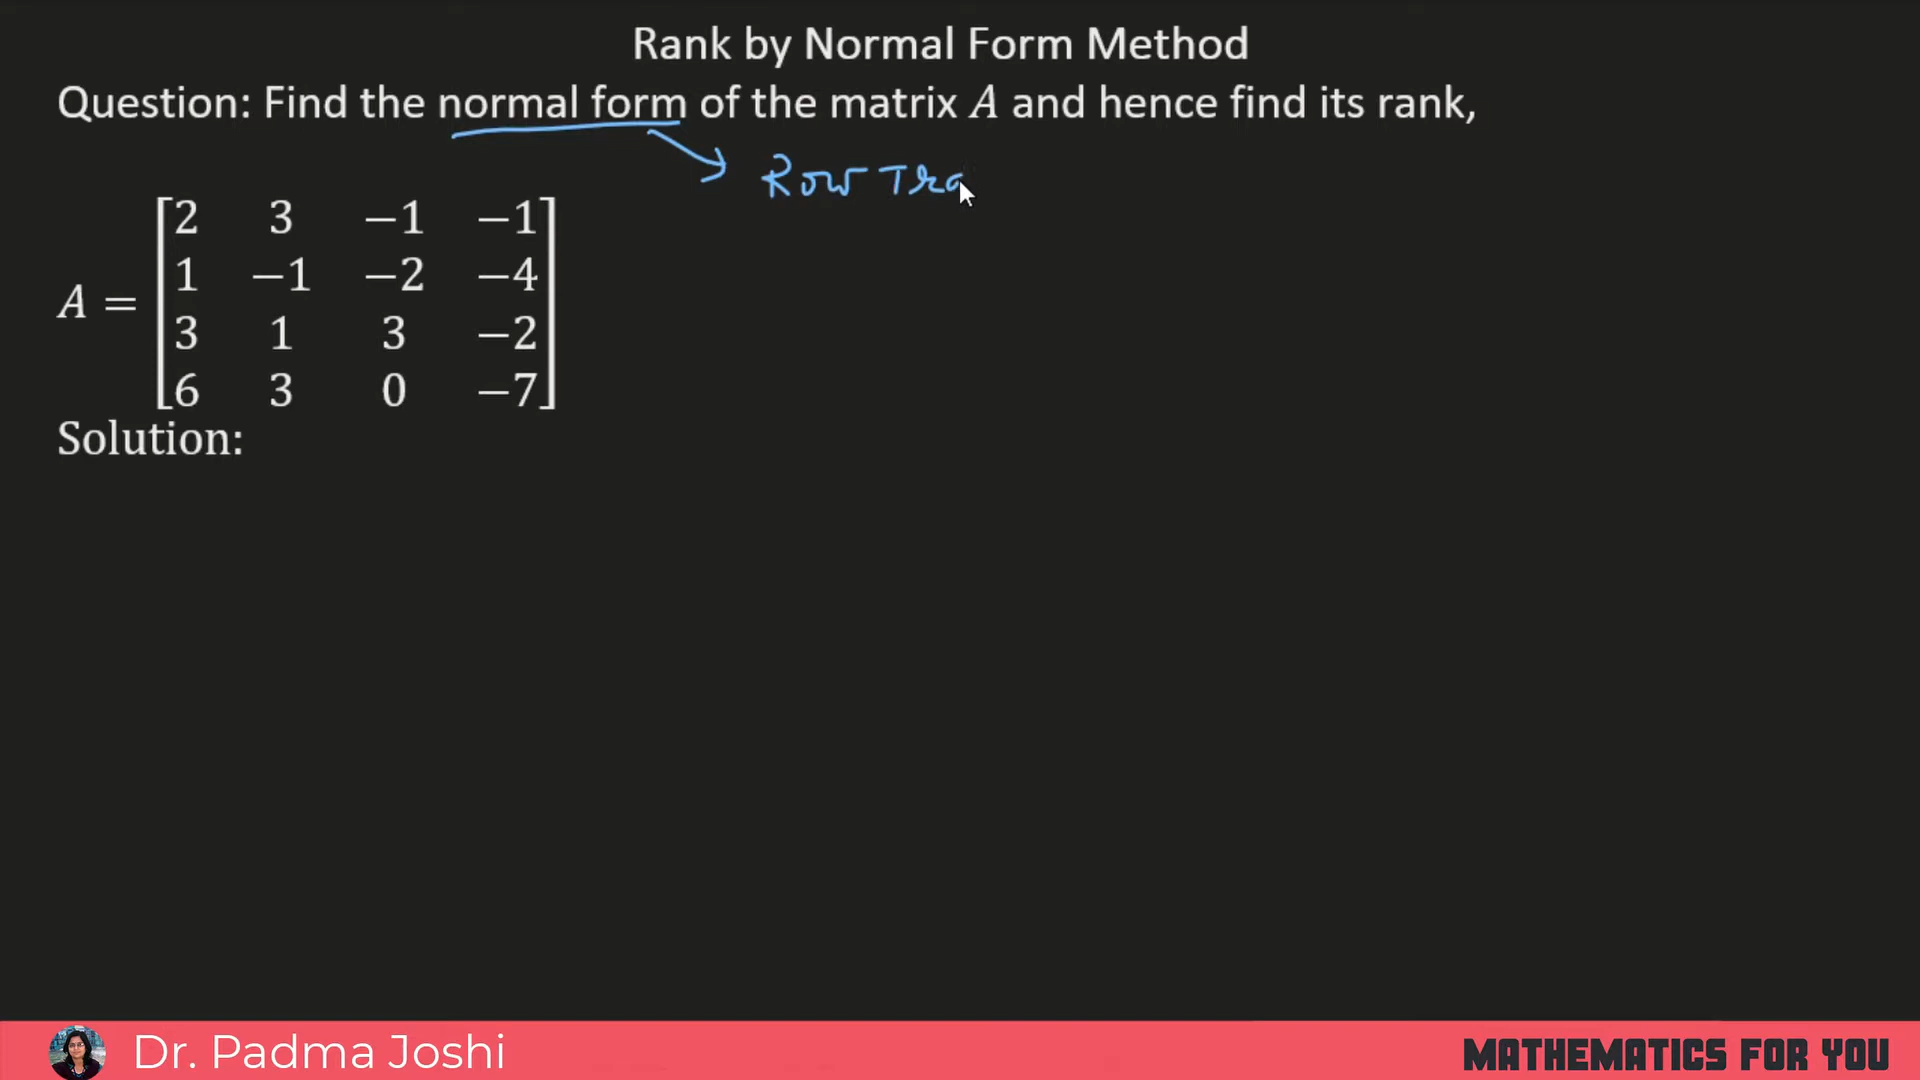 Rank by Normal Form Method
Question: Find the normal form of the matrix A and hence find its rank,
Row Tra
A = [2 3 −1 −1
1 −1 −2 −4
3 1 3 −2
6 3 0 −7]
Solution:
Dr. Padma Joshi
MATHEMATICS FOR YOU